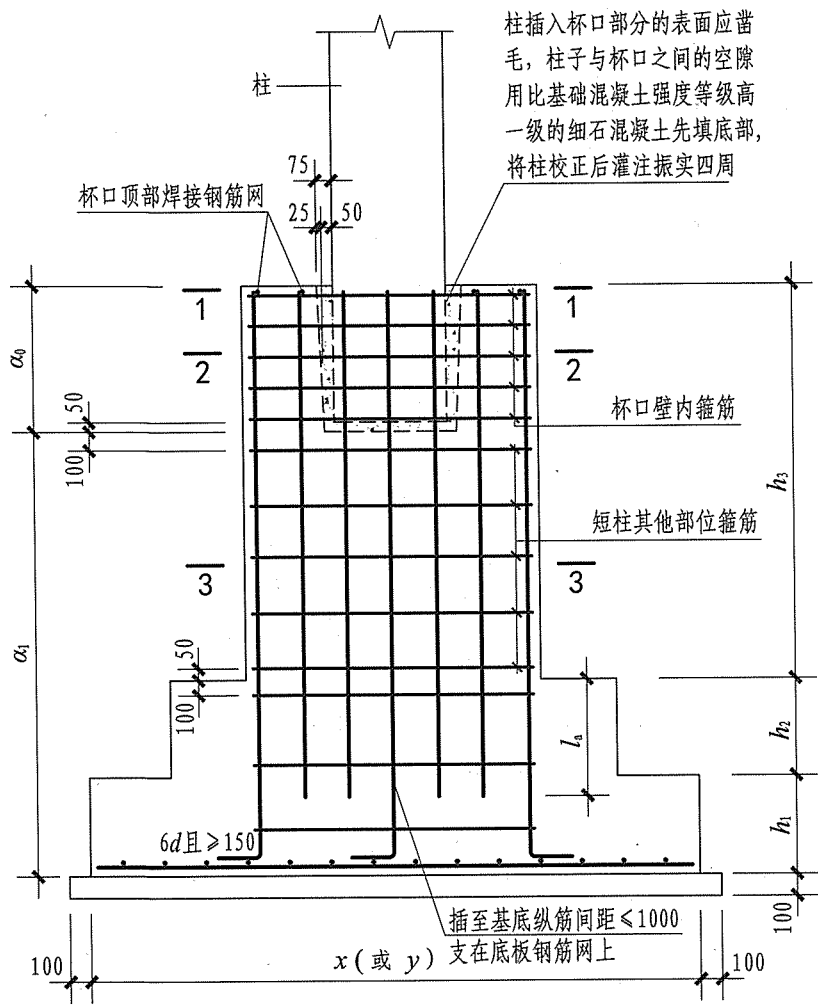 柱插入杯口部分的表面应凿
毛，柱子与杯口之间的空隙
用比基础混凝土强度等级高
一级的细石混凝土先填底部，
将柱校正后灌注振实四周
柱
75
杯口顶部焊接钢筋网
25
50
1
1
α₀
2
2
50
杯口壁内箍筋
100
h₃
短柱其他部位箍筋
3
3
α₁
50
100
lₐ
h₂
6d且≥150
h₁
插至基底纵筋间距≤1000
支在底板钢筋网上
100
100
x(或 y)
100